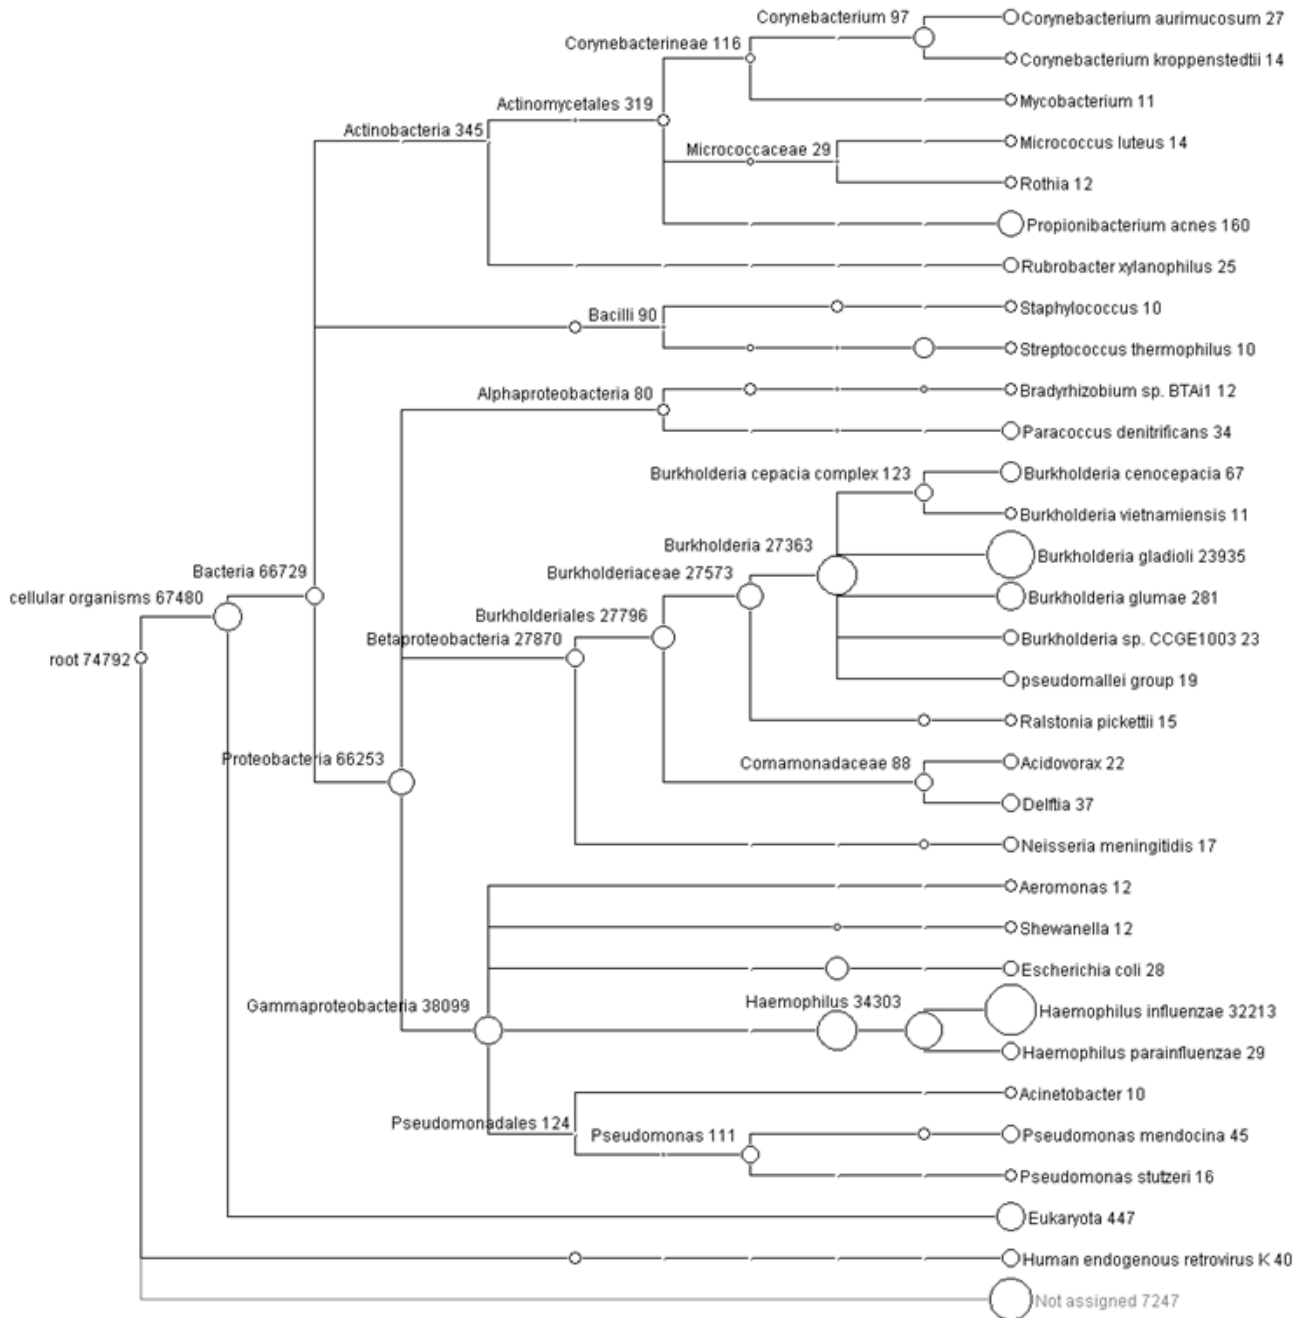 Corynebacterium 97
Corynebacterium aurimucosum 27
Corynebacterineae 116
Corynebacterium kroppenstedtii 14
Actinomycetales 319
Mycobacterium 11
Actinobacteria 345
Micrococcus luteus 14
Micrococcaceae 29
Rothia 12
Propionibacterium acnes 160
Rubrobacter xylanophilus 25
Staphylococcus 10
Bacilli 90
Streptococcus thermophilus 10
Alphaproteobacteria 80
Bradyrhizobium sp. BTAi1 12
Paracoccus denitrificans 34
Burkholderia cepacia complex 123
Burkholderia cenocepacia 67
Burkholderia vietnamiensis 11
Burkholderia 27363
Burkholderia gladioli 23935
Bacteria 66729
Burkholderiaceae 27573
cellular organisms 67480
Burkholderia glumae 281
Burkholderiales 27796
Betaproteobacteria 27870
Burkholderia sp. CCGE1003 23
root 74792
pseudomallei group 19
Ralstonia pickettii 15
Proteobacteria 66253
Comamonadaceae 88
Acidovorax 22
Delftia 37
Neisseria meningitidis 17
Aeromonas 12
Shewanella 12
Escherichia coli 28
Gammaproteobacteria 38099
Haemophilus 34303
Haemophilus influenzae 32213
Haemophilus parainfluenzae 29
Acinetobacter 10
Pseudomonadales 124
Pseudomonas 111
Pseudomonas mendocina 45
Pseudomonas stutzeri 16
Eukaryota 447
Human endogenous retrovirus K 40
Not assigned 7247